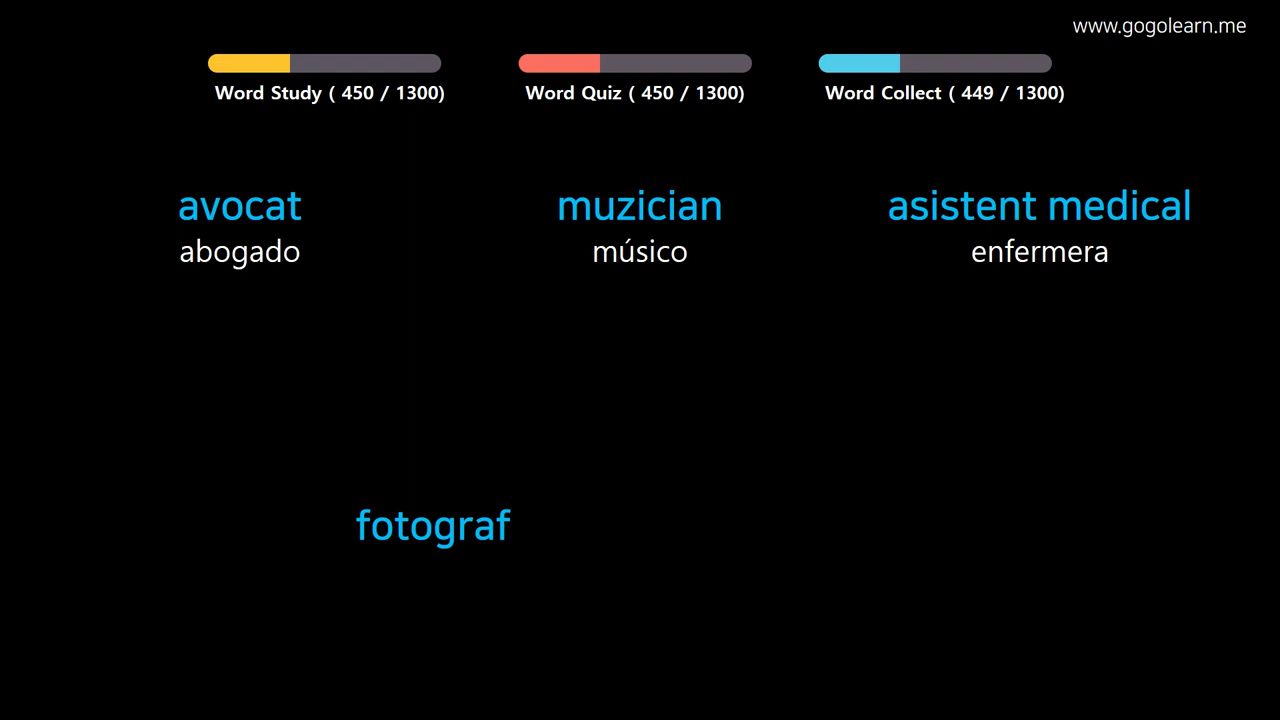 www.gogolearn.me
Word Study ( 450 / 1300)
Word Quiz ( 450 / 1300)
Word Collect ( 449 / 1300)
avocat
abogado
muzician
músico
asistent medical
enfermera
fotograf